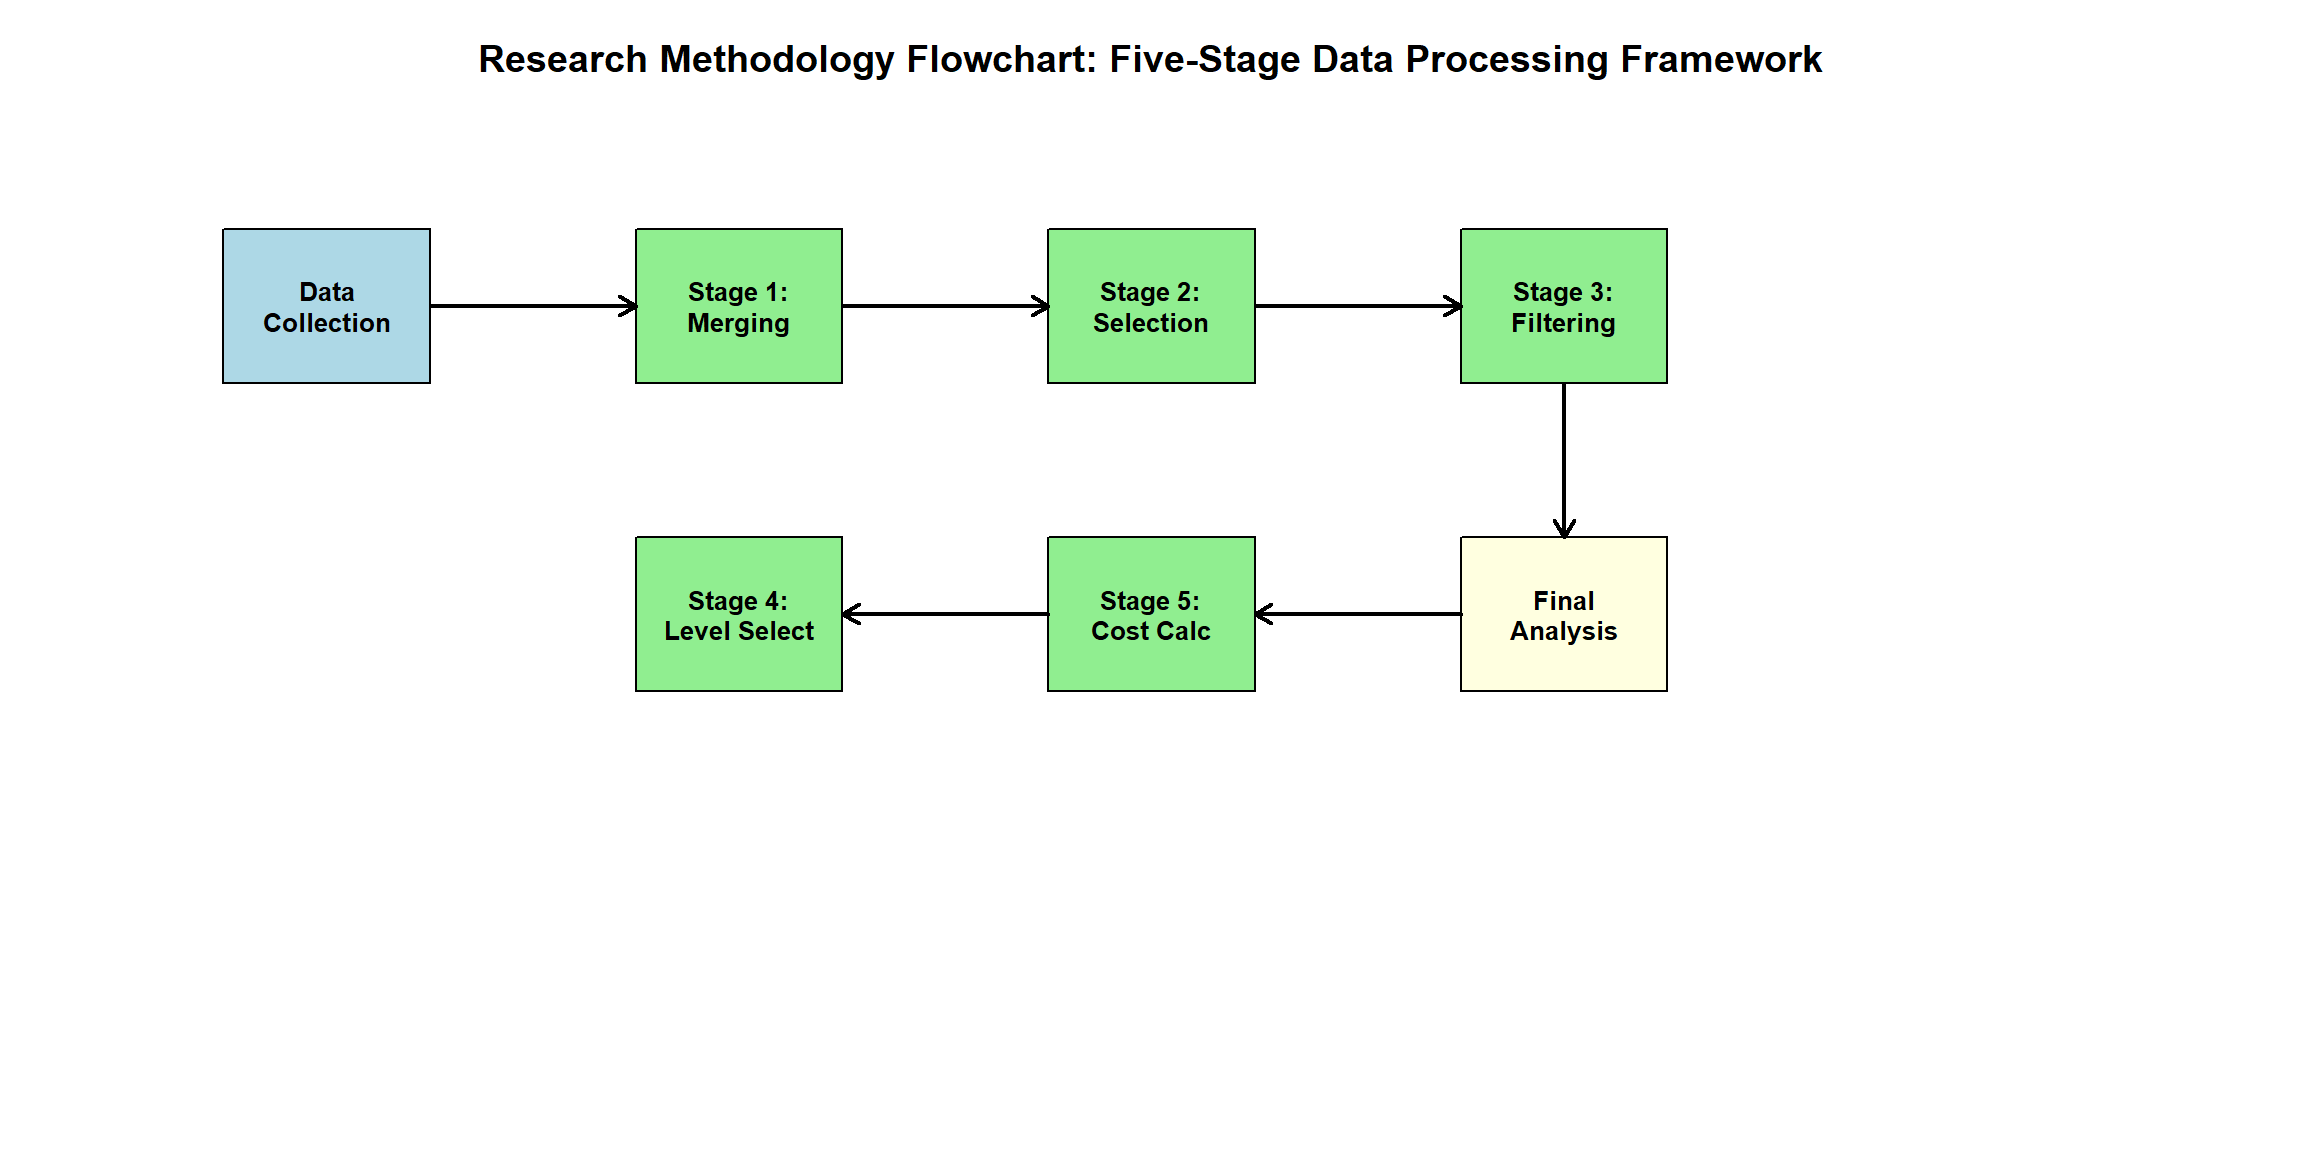 Research Methodology Flowchart: Five-Stage Data Processing Framework
Data
Collection
Stage 1:
Merging
Stage 2:
Selection
Stage 3:
Filtering
Stage 4:
Level Select
Stage 5:
Cost Calc
Final
Analysis